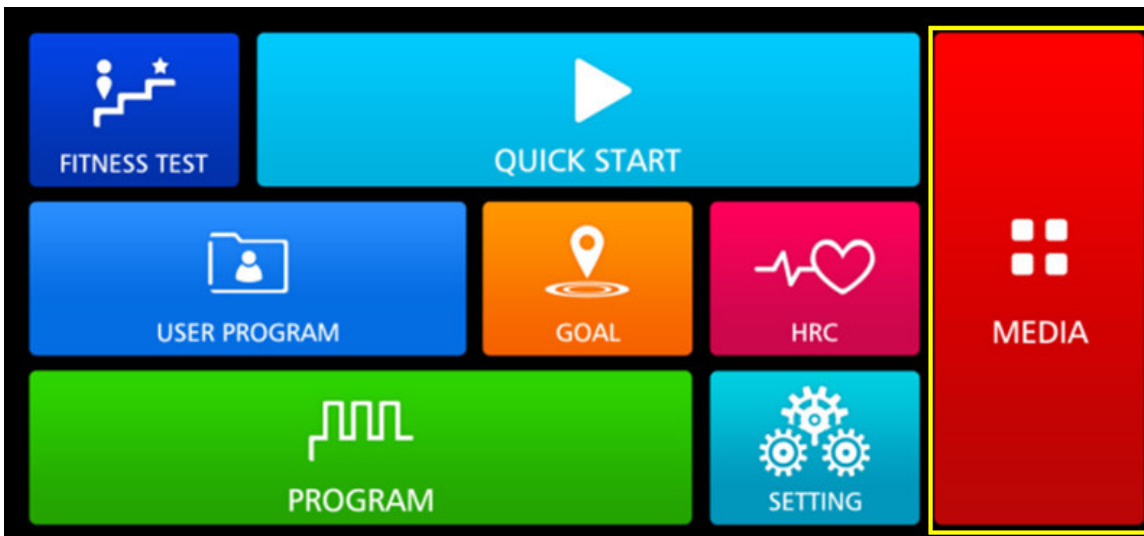 FITNESS TEST
QUICK START
USER PROGRAM
GOAL
HRC
MEDIA
PROGRAM
SETTING